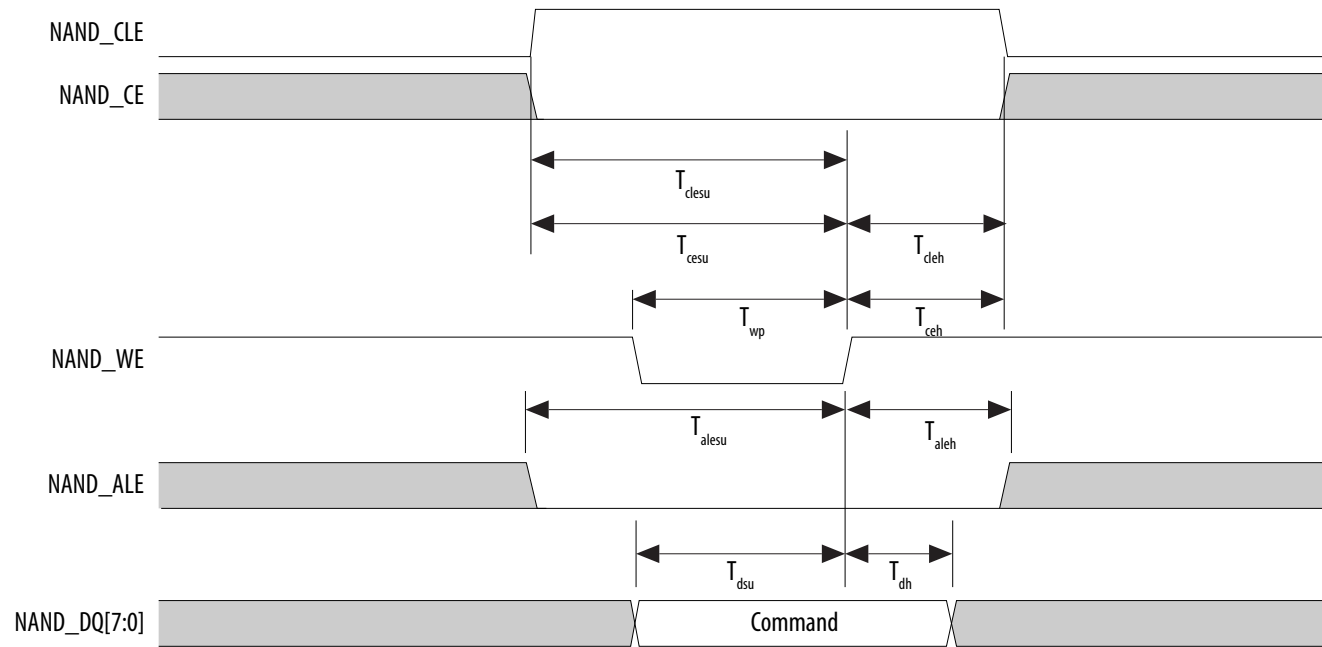 NAND_CLE
NAND_CE
T_clesu
T_cesu
T_cleh
T_wp
T_ceh
NAND_WE
T_alesu
T_aleh
NAND_ALE
T_dsu
T_dh
NAND_DQ[7:0]
Command